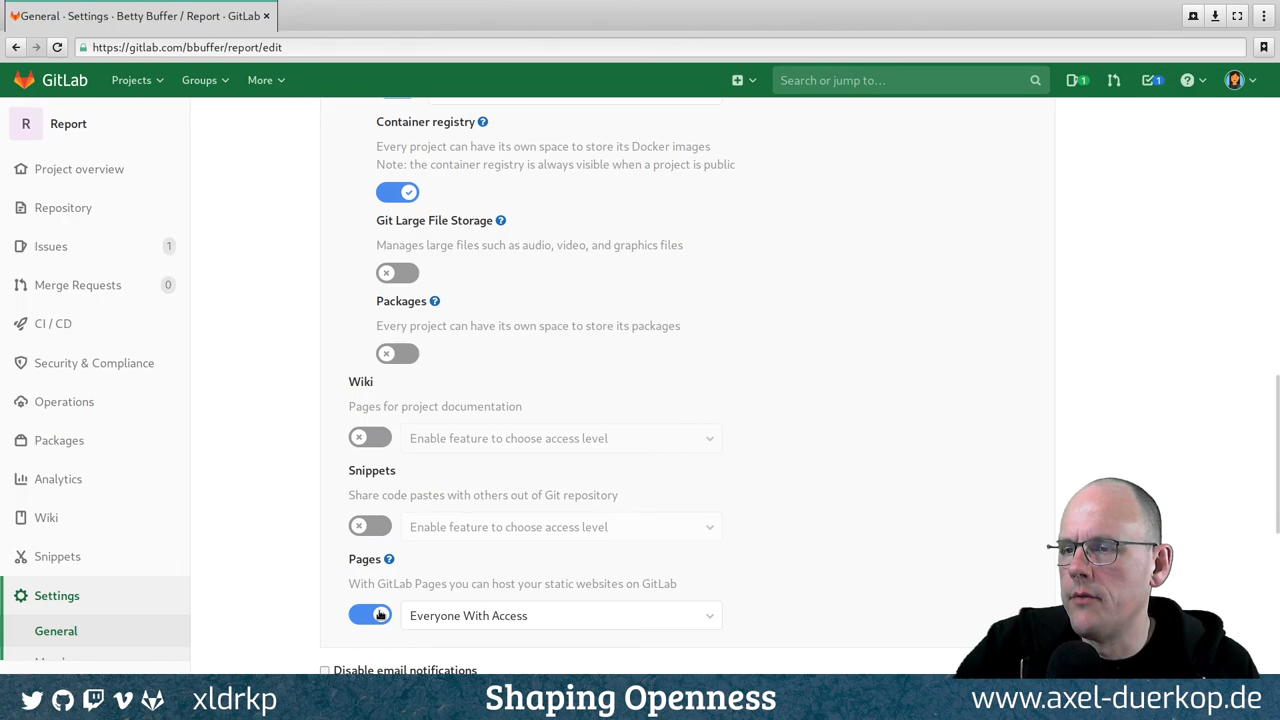 General · Settings · Betty Buffer / Report · GitLab ×
https://gitlab.com/bbuffer/report/edit
GitLab Projects Groups More Search or jump to... 1 1
R Report
Project overview
Repository
Issues 1
Merge Requests 0
CI / CD
Security & Compliance
Operations
Packages
Analytics
Wiki
Snippets
Settings
General
Container registry
Every project can have its own space to store its Docker images
Note: the container registry is always visible when a project is public
Git Large File Storage
Manages large files such as audio, video, and graphics files
Packages
Every project can have its own space to store its packages
Wiki
Pages for project documentation
Enable feature to choose access level
Snippets
Share code pastes with others out of Git repository
Enable feature to choose access level
Pages
With GitLab Pages you can host your static websites on GitLab
Everyone With Access
Disable email notifications
xldrkp Shaping Openness www.axel-duerkop.de